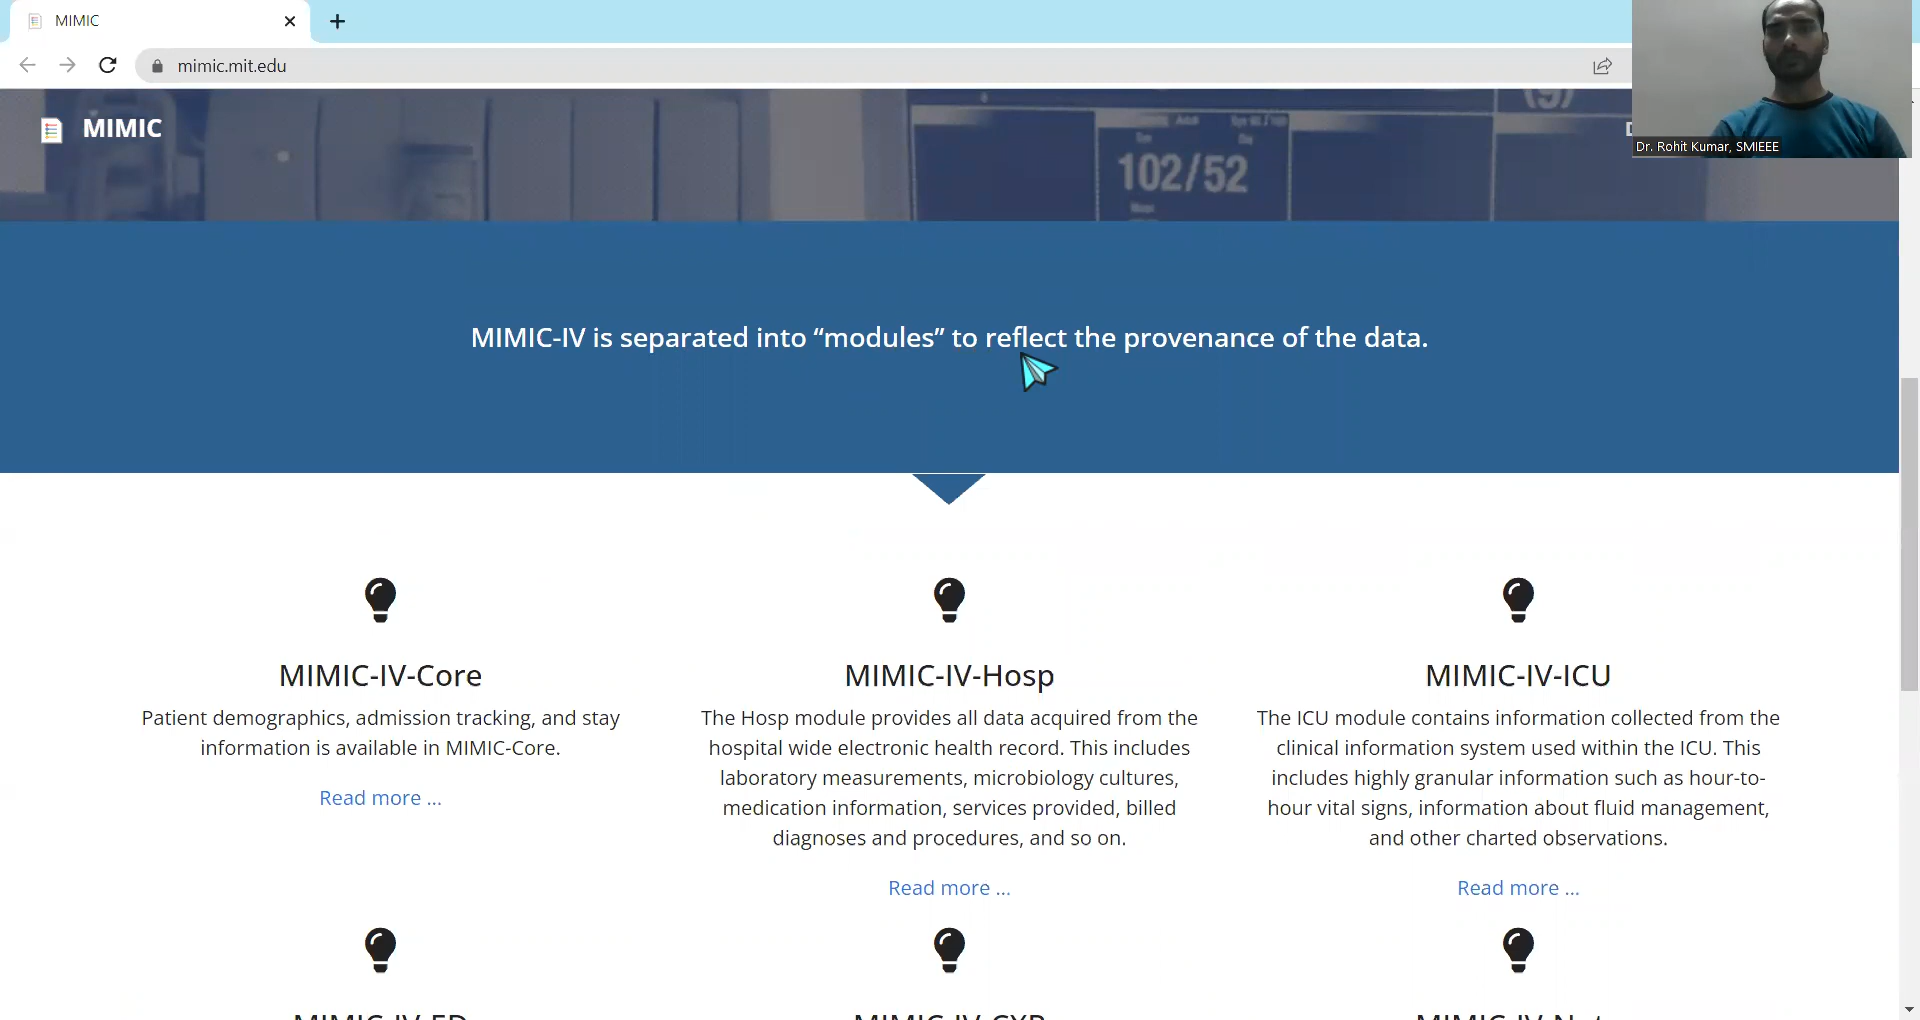 MIMIC
mimic.mit.edu
MIMIC
102/52
Dr. Rohit Kumar, SMIEEE
MIMIC-IV is separated into “modules” to reflect the provenance of the data.
MIMIC-IV-Core
Patient demographics, admission tracking, and stay
information is available in MIMIC-Core.
Read more ...
MIMIC-IV-Hosp
The Hosp module provides all data acquired from the
hospital wide electronic health record. This includes
laboratory measurements, microbiology cultures,
medication information, services provided, billed
diagnoses and procedures, and so on.
Read more ...
MIMIC-IV-ICU
The ICU module contains information collected from the
clinical information system used within the ICU. This
includes highly granular information such as hour-to-
hour vital signs, information about fluid management,
and other charted observations.
Read more ...
MIMIC-IV-ED
MIMIC-IV-CXR